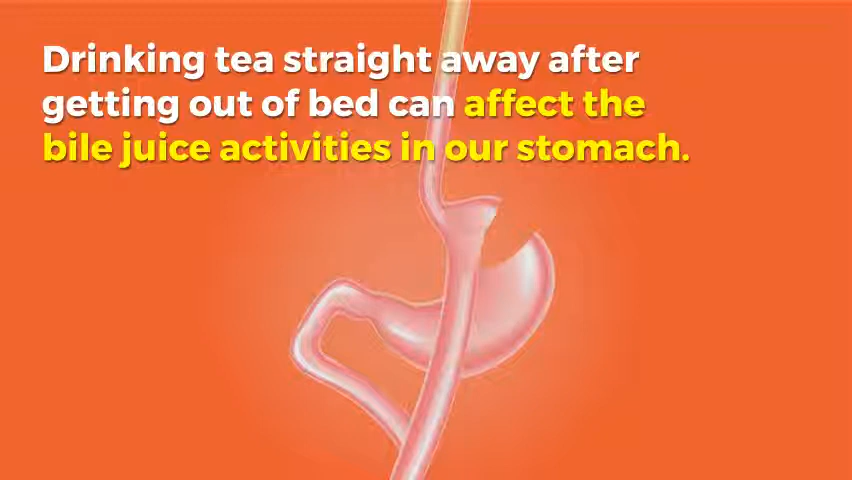 Drinking tea straight away after
getting out of bed can affect the
bile juice activities in our stomach.